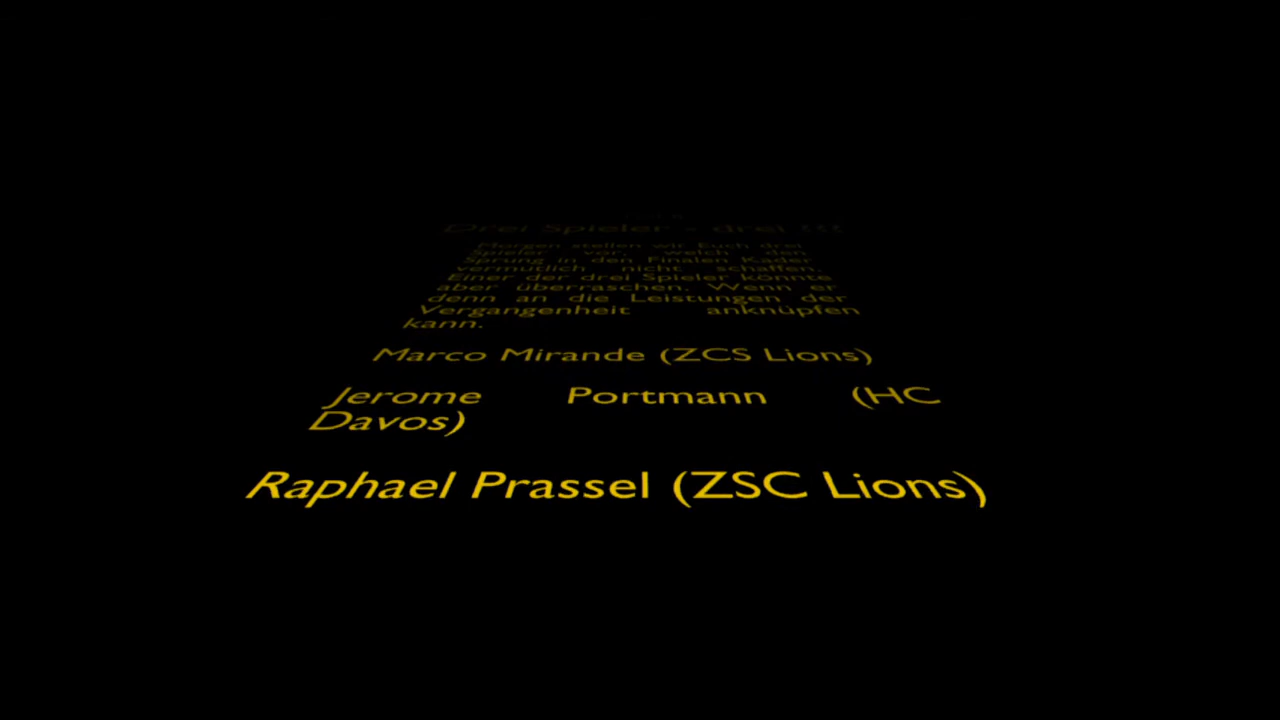 Drei Spieler - drei ???
Morgen stellen wir Euch drei
Spieler vor, welch den
Sprung in den Finalen Kader
vermutlich nicht schaffen.
Einer der drei Spieler könnte
aber überraschen. Wenn er
denn an die Leistungen der
Vergangenheit anknüpfen
kann.
Marco Mirande (ZCS Lions)
Jerome Portmann (HC
Davos)
Raphael Prassel (ZSC Lions)